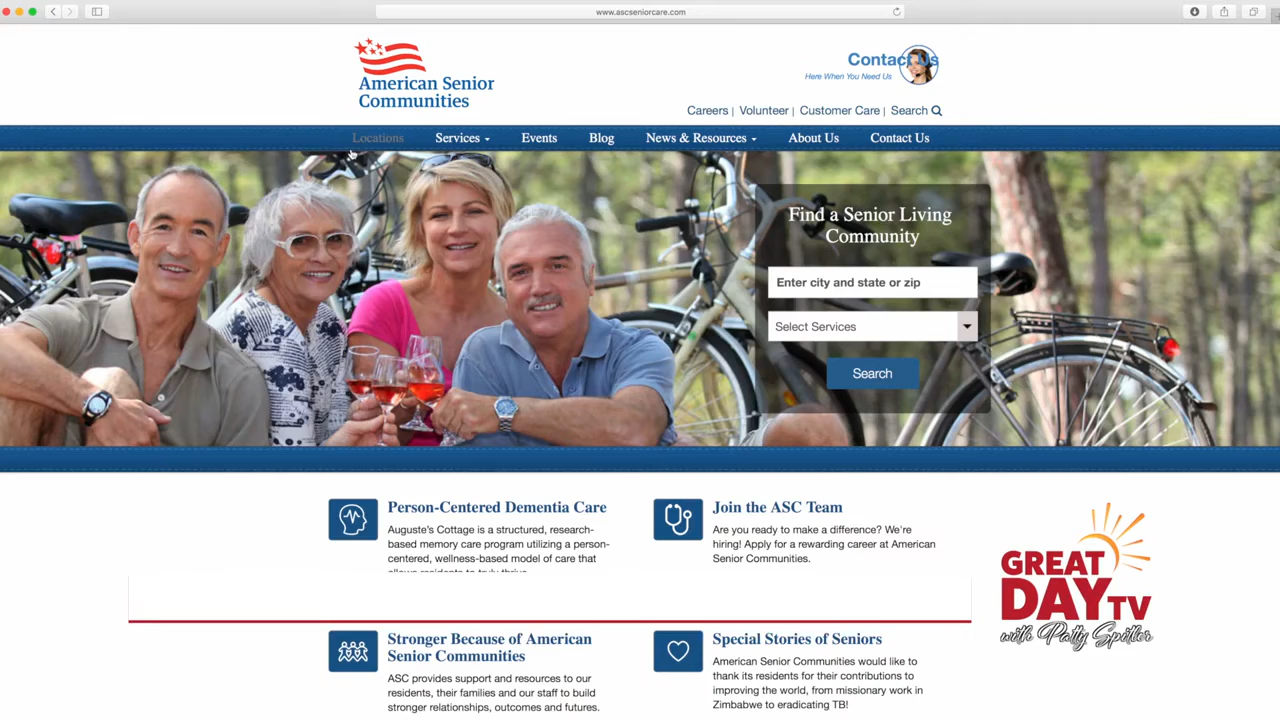 www.ascseniorcare.com
American Senior
Communities
Contact Us
Here When You Need Us
Careers | Volunteer | Customer Care | Search
Locations Services Events Blog News & Resources About Us Contact Us
Find a Senior Living
Community
Enter city and state or zip
Select Services
Search
Person-Centered Dementia Care
Auguste's Cottage is a structured, research-
based memory care program utilizing a person-
centered, wellness-based model of care that
allows residents to truly thrive.
Join the ASC Team
Are you ready to make a difference? We're
hiring! Apply for a rewarding career at American
Senior Communities.
Stronger Because of American
Senior Communities
ASC provides support and resources to our
residents, their families and our staff to build
stronger relationships, outcomes and futures.
Special Stories of Seniors
American Senior Communities would like to
thank its residents for their contributions to
improving the world, from missionary work in
Zimbabwe to eradicating TB!
GREAT
DAY TV
with Patty Spitler